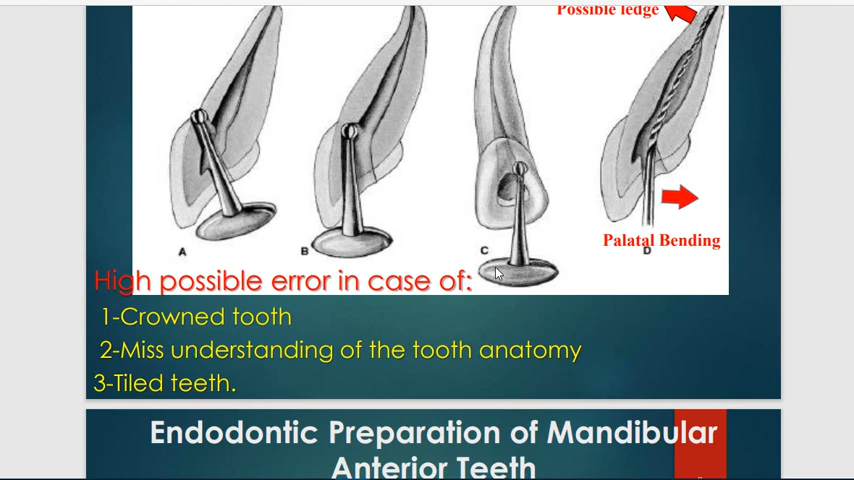 Possible ledge
Palatal Bending
A
B
C
D
High possible error in case of:
1-Crowned tooth
2-Miss understanding of the tooth anatomy
3-Tiled teeth.
Endodontic Preparation of Mandibular
Anterior Teeth